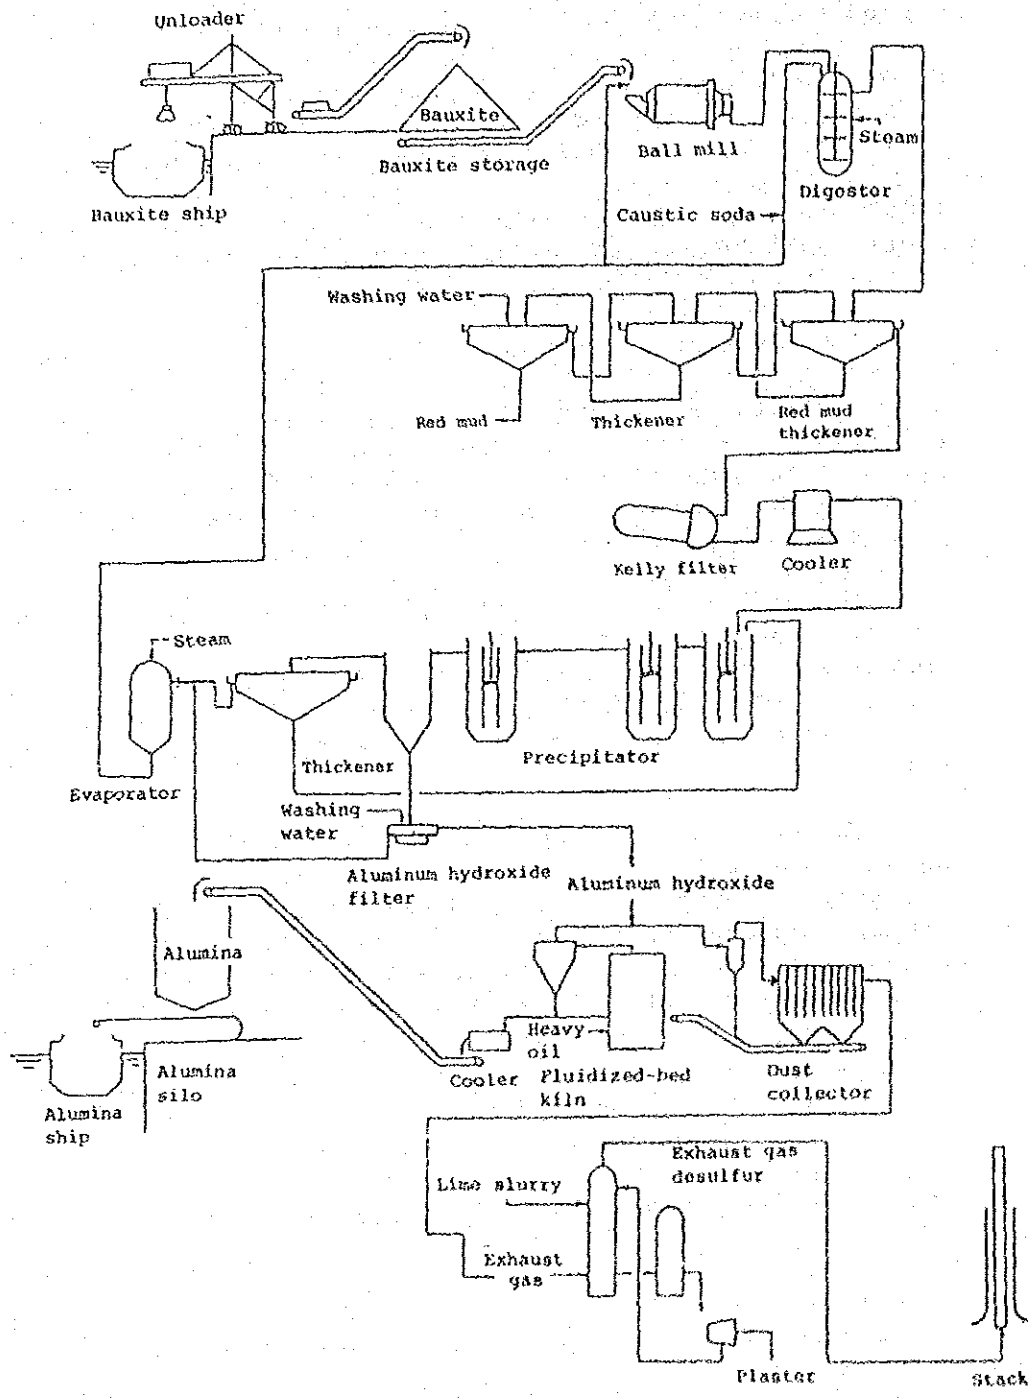 Unloader
Bauxite
Bauxite storage
Ball mill
Steam
Digostor
Bauxite ship
Caustic soda
Washing water
Red mud
Thickener
Red mud
thickener
Kelly filter
Cooler
Steam
Precipitator
Thickener
Evaporator
Washing
water
Aluminum hydroxide
filter
Aluminum hydroxide
Alumina
Heavy
oil
Cooler
Fluidized-bed
kiln
Dust
collector
Alumina
silo
Alumina
ship
Exhaust gas
desulfur
Lime slurry
Exhaust
gas
Plaster
Stack